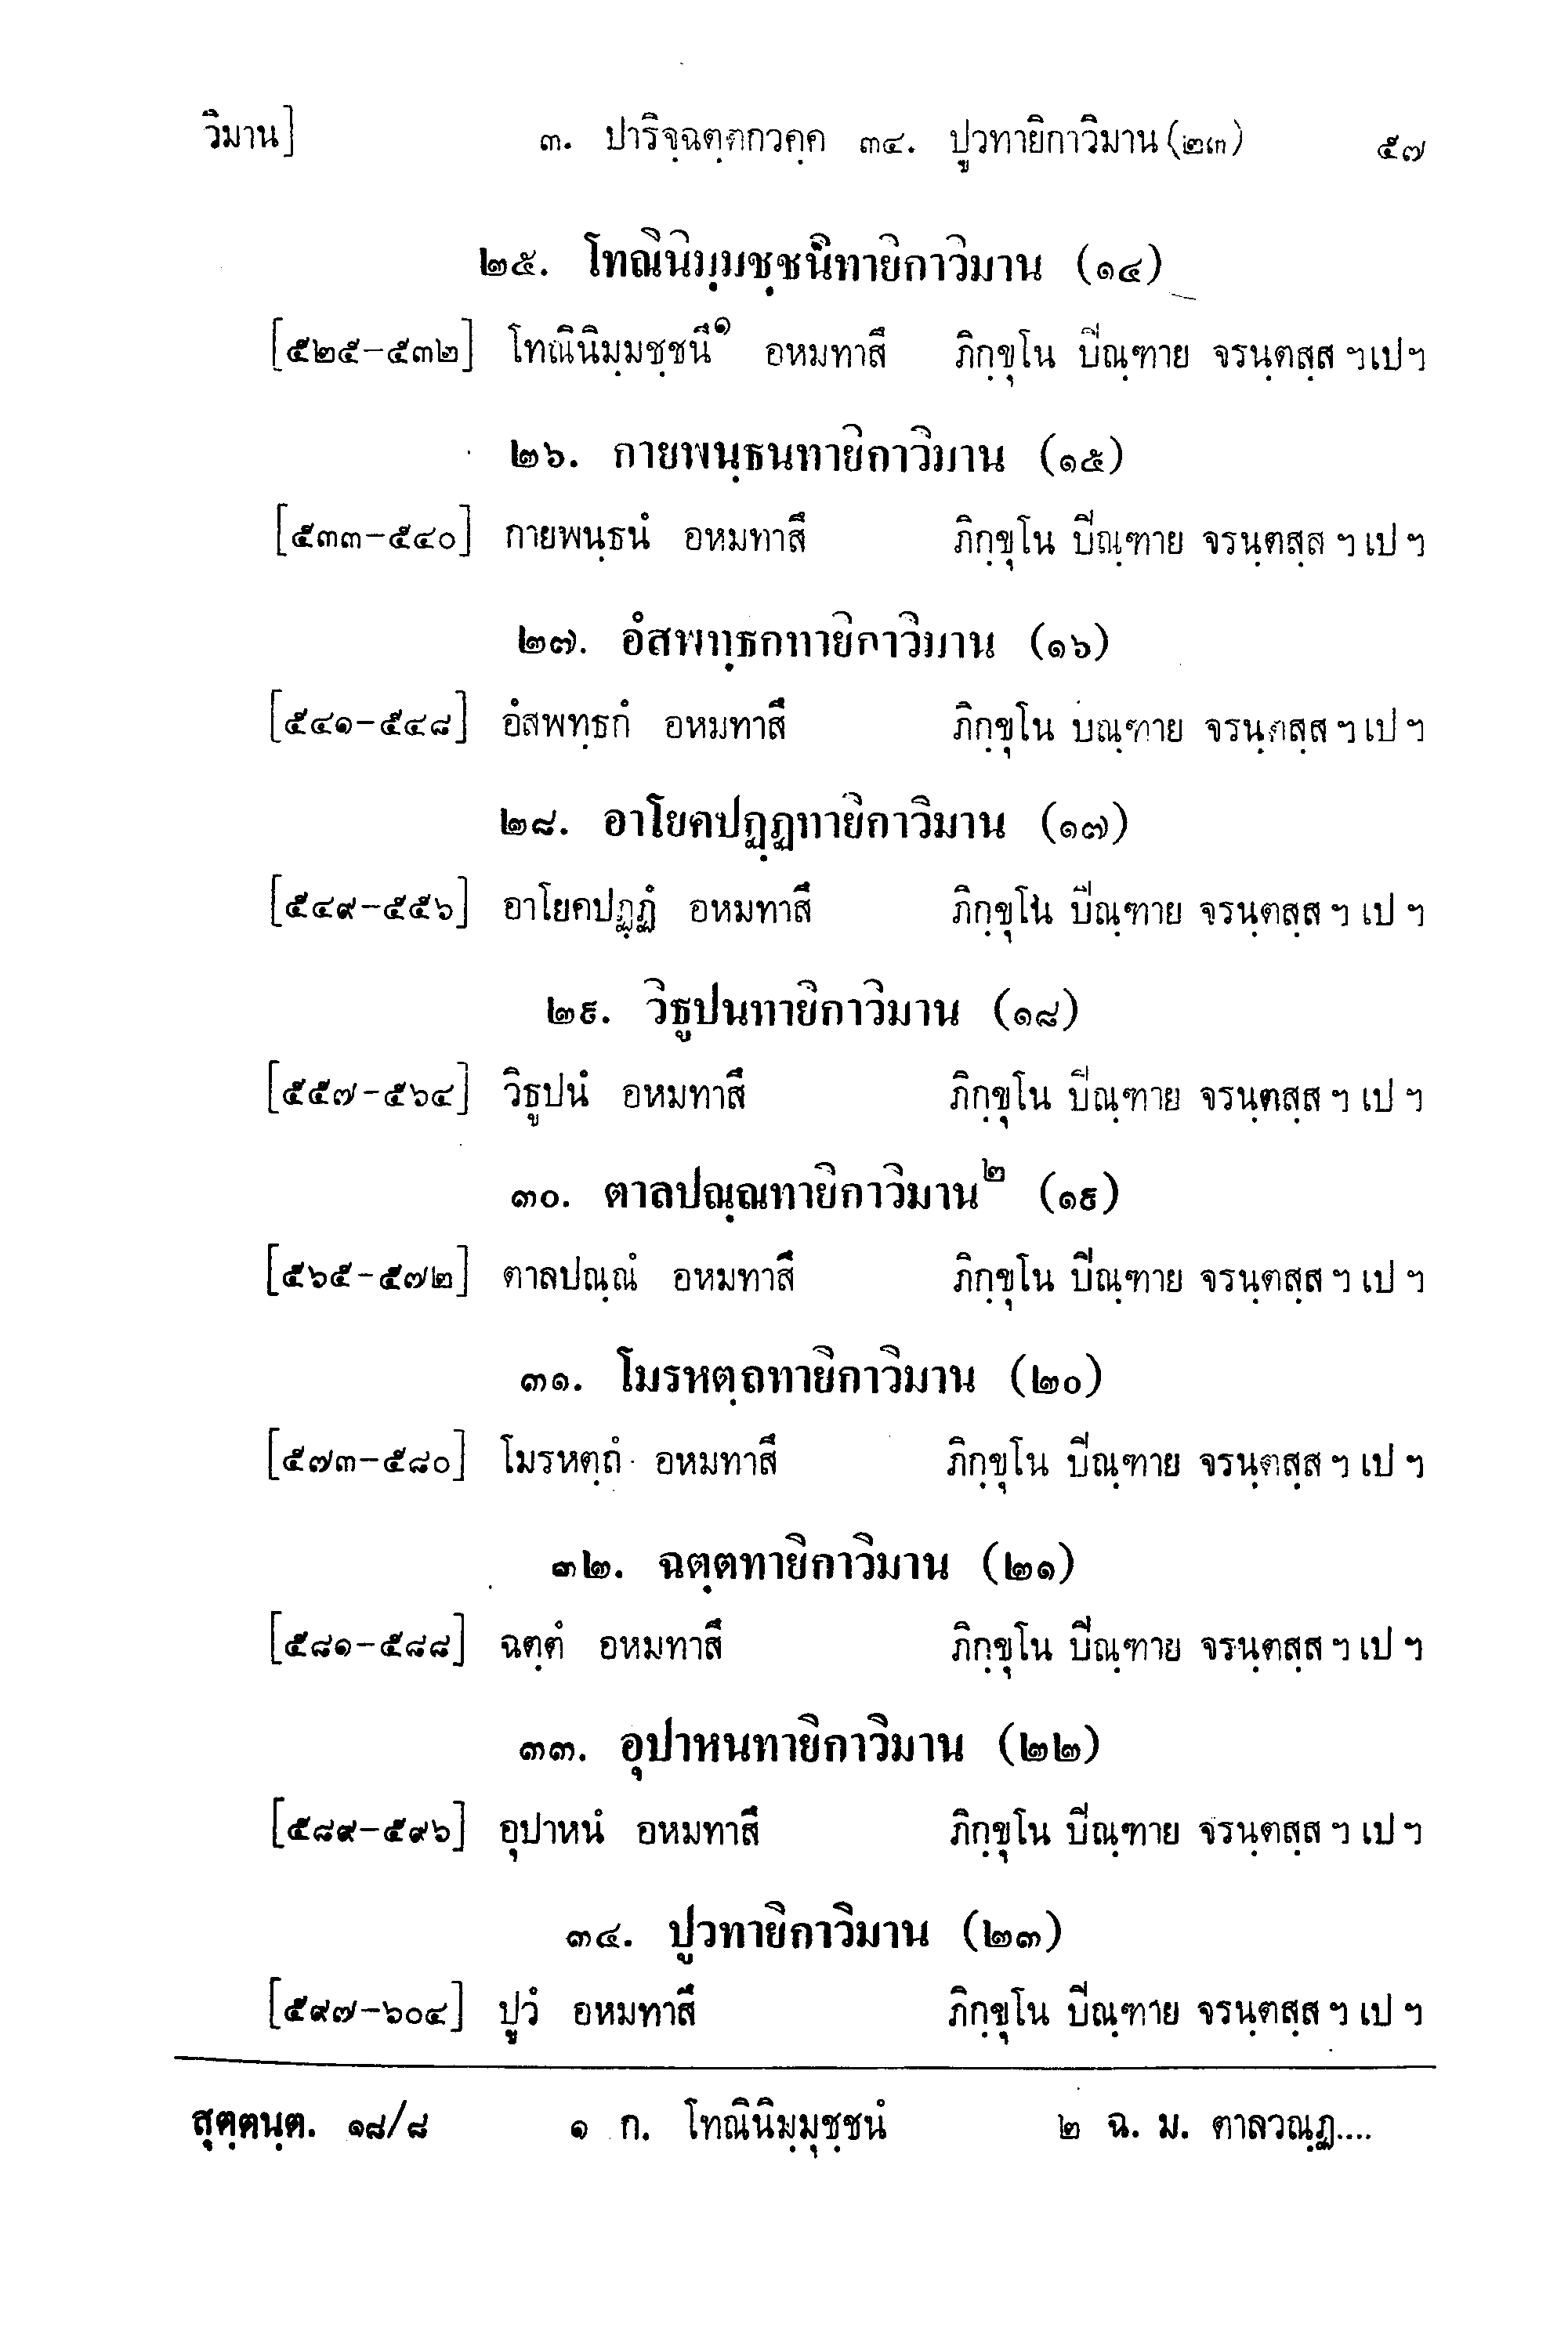 วิมาน] ๓. ปาริจฺฉตฺตกวคฺค ๓๔. ปูวทายิกาวิมาน (๒๓) ๕๗
๒๕. โทณินิมฺมชฺชนิทายิกาวิมาน (๑๔)
[๕๒๕-๕๓๒] โทณินิมฺมชฺชนึ๑ อหมทาสึ ภิกฺขุโน ปิณฺฑาย จรนฺตสฺส ฯ เป ฯ
๒๖. กายพนฺธนทายิกาวิมาน (๑๕)
[๕๓๓-๕๔๐] กายพนฺธนํ อหมทาสึ ภิกฺขุโน ปิณฺฑาย จรนฺตสฺส ฯ เป ฯ
๒๗. อํสพทฺธกทายิกาวิมาน (๑๖)
[๕๔๑-๕๔๘] อํสพทฺธกํ อหมทาสึ ภิกฺขุโน ปิณฺฑาย จรนฺตสฺส ฯ เป ฯ
๒๘. อาโยคปฏฺฏทายิกาวิมาน (๑๗)
[๕๔๙-๕๕๖] อาโยคปฏฺฏํ อหมทาสึ ภิกฺขุโน ปิณฺฑาย จรนฺตสฺส ฯ เป ฯ
๒๙. วิธูปนทายิกาวิมาน (๑๘)
[๕๕๗-๕๖๔] วิธูปนํ อหมทาสึ ภิกฺขุโน ปิณฺฑาย จรนฺตสฺส ฯ เป ฯ
๓๐. ตาลปณฺณทายิกาวิมาน๒ (๑๙)
[๕๖๕-๕๗๒] ตาลปณฺณํ อหมทาสึ ภิกฺขุโน ปิณฺฑาย จรนฺตสฺส ฯ เป ฯ
๓๑. โมรหตฺถทายิกาวิมาน (๒๐)
[๕๗๓-๕๘๐] โมรหตฺถํ อหมทาสึ ภิกฺขุโน ปิณฺฑาย จรนฺตสฺส ฯ เป ฯ
๓๒. ฉตฺตทายิกาวิมาน (๒๑)
[๕๘๑-๕๘๘] ฉตฺตํ อหมทาสึ ภิกฺขุโน ปิณฺฑาย จรนฺตสฺส ฯ เป ฯ
๓๓. อุปาหนทายิกาวิมาน (๒๒)
[๕๘๙-๕๙๖] อุปาหนํ อหมทาสึ ภิกฺขุโน ปิณฺฑาย จรนฺตสฺส ฯ เป ฯ
๓๔. ปูวทายิกาวิมาน (๒๓)
[๕๙๗-๖๐๔] ปูวํ อหมทาสึ ภิกฺขุโน ปิณฺฑาย จรนฺตสฺส ฯ เป ฯ
สุตฺตนฺต. ๑๘/๘ ๑ ก. โทณินิมฺมุชฺชนํ ๒ ฉ. ม. ตาลวณฺฏ....